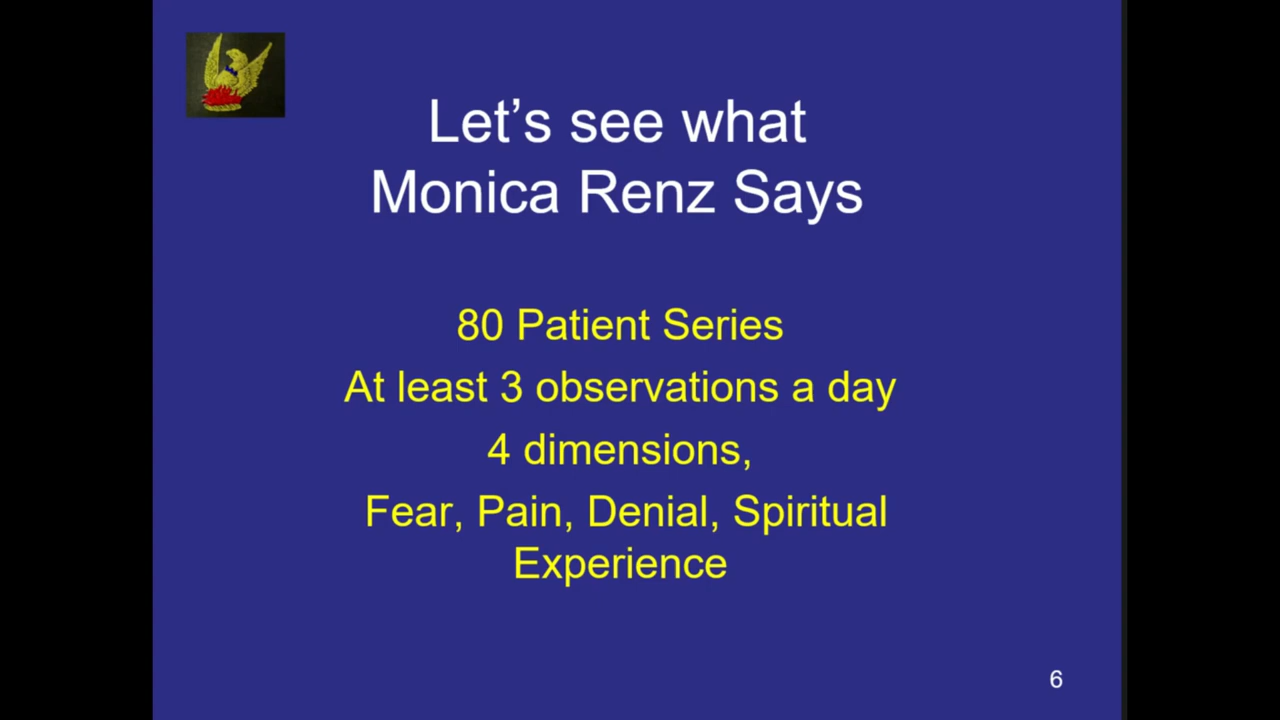 Let’s see what
Monica Renz Says
80 Patient Series
At least 3 observations a day
4 dimensions,
Fear, Pain, Denial, Spiritual
Experience
6